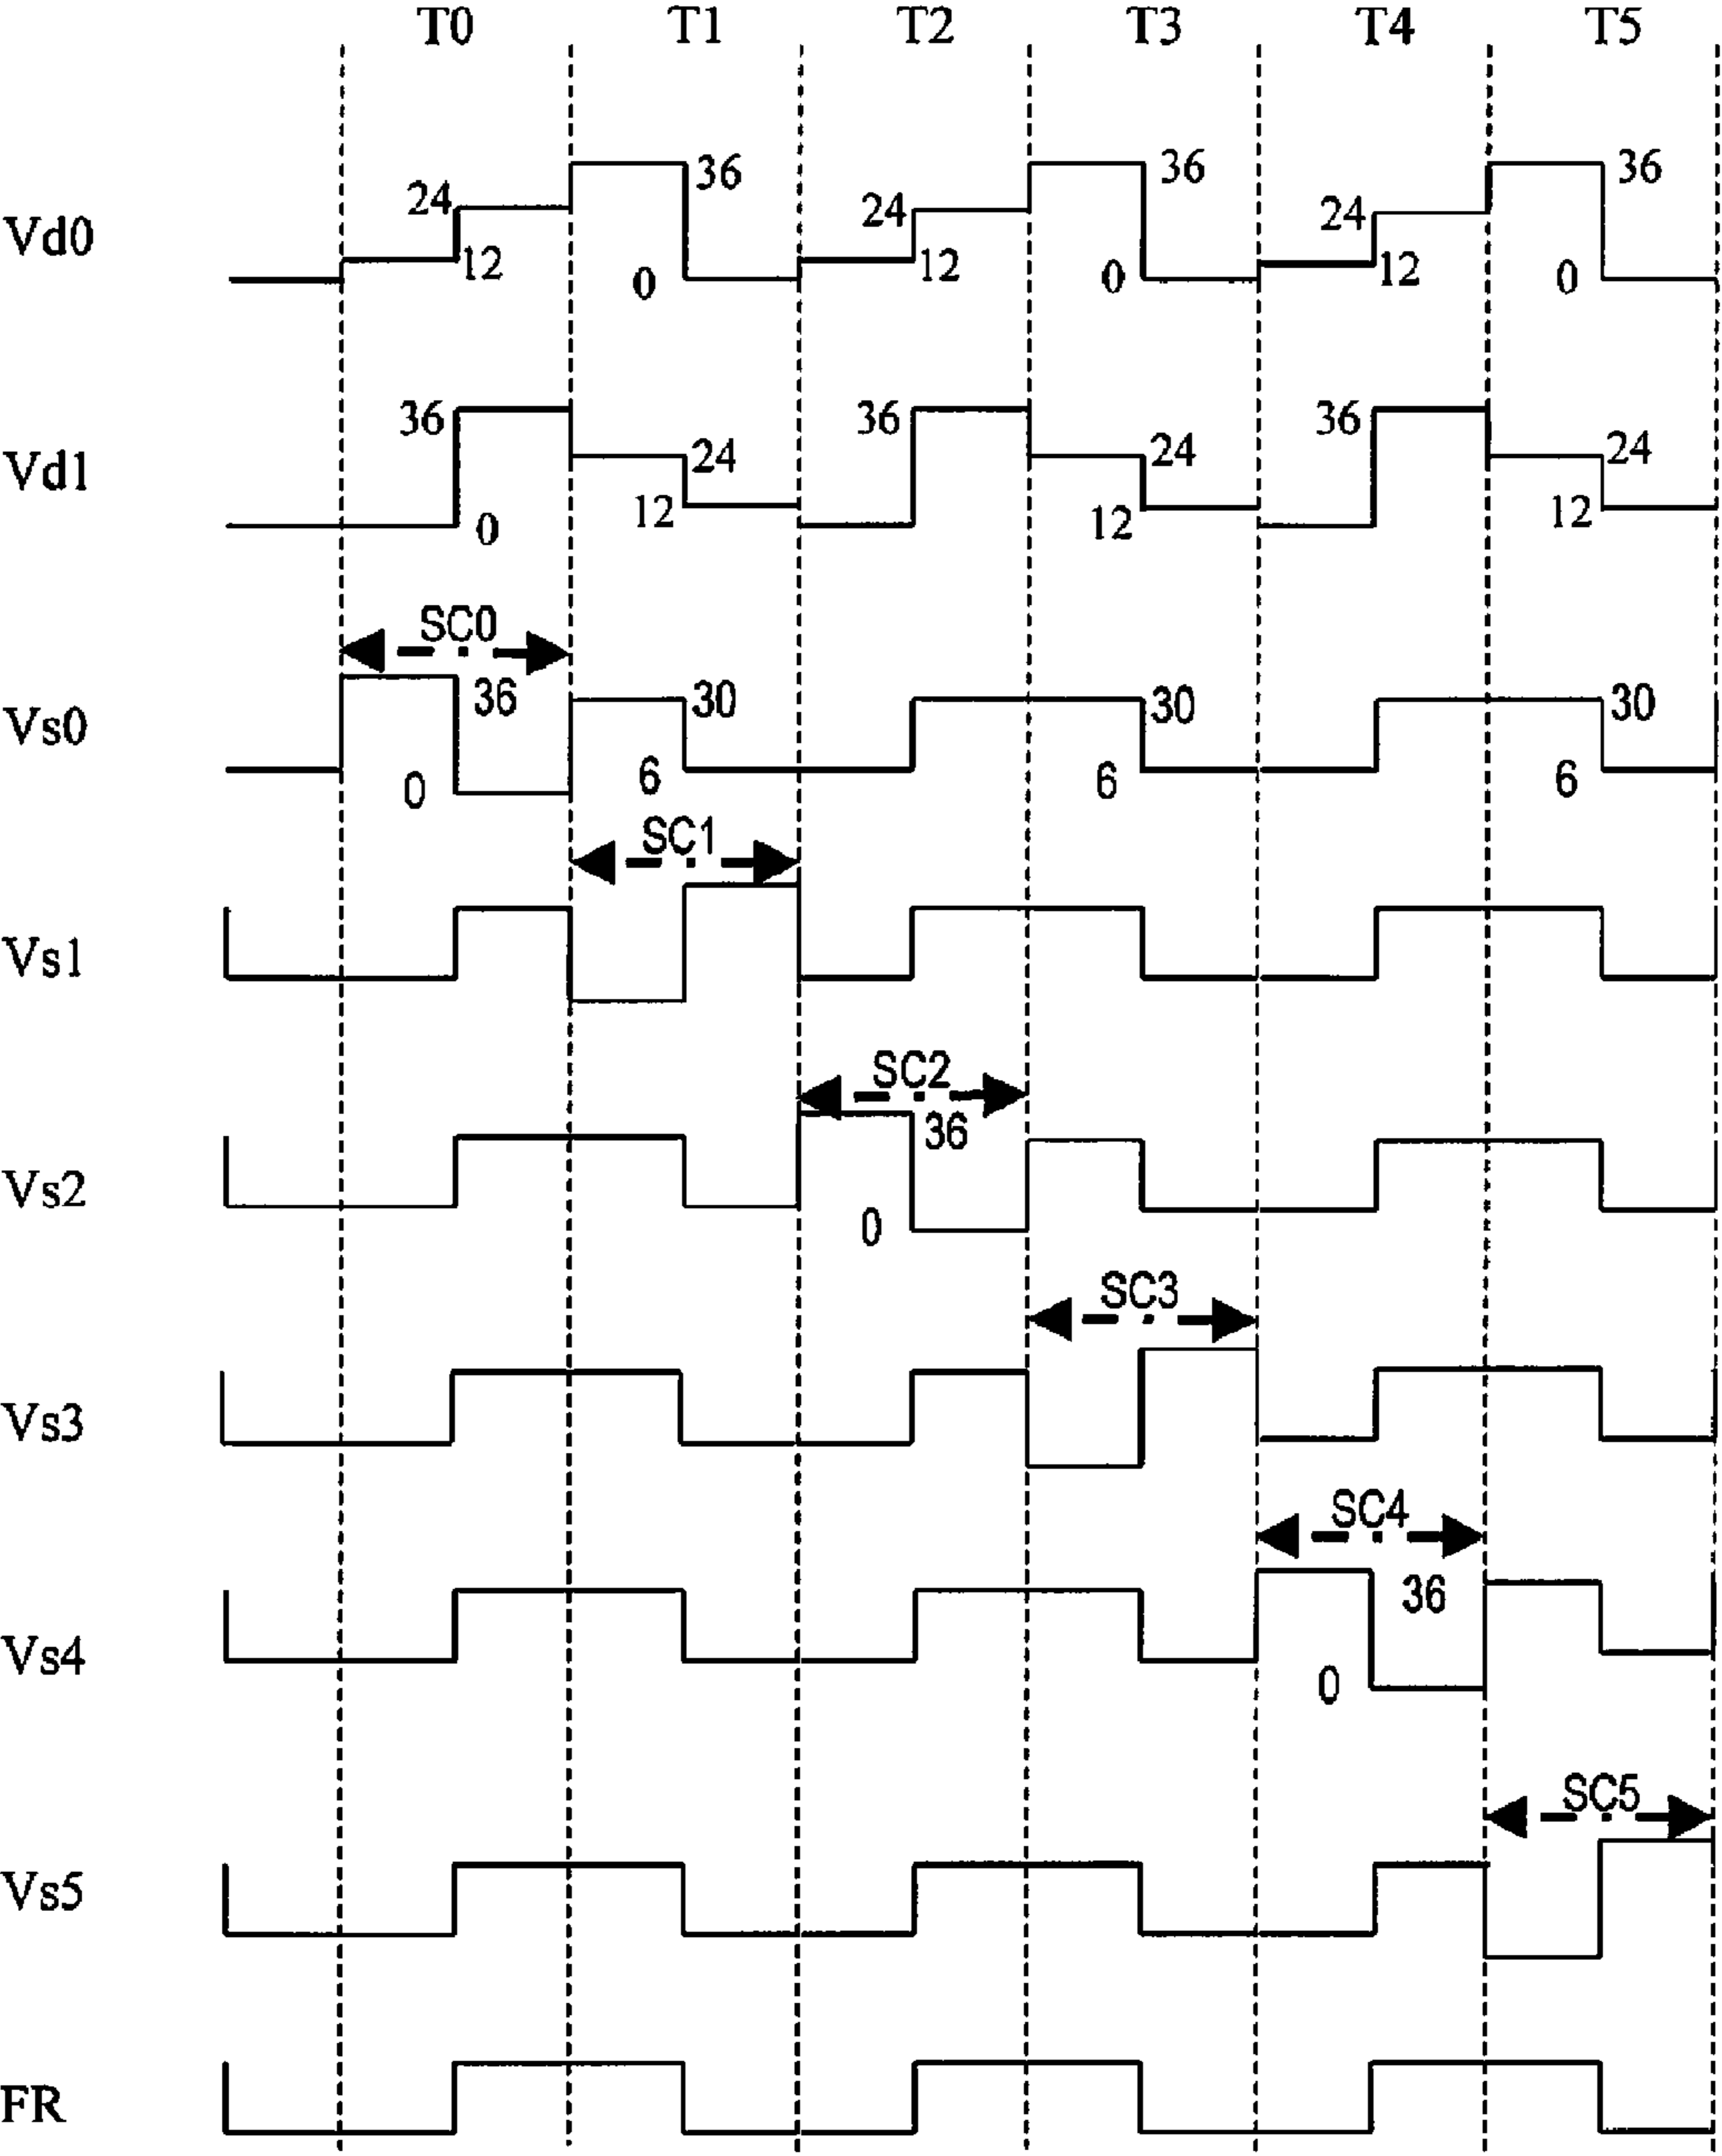 T0 T1 T2 T3 T4 T5
Vd0 24 12 36 0 24 12 36 0 24 12 36 0
Vd1 36 0 24 12 36 24 12 36 24 12
SC0
Vs0 36 0 30 6 30 6 30 6
SC1
Vs1
SC2
Vs2 36 0
SC3
Vs3
SC4
Vs4 36 0
SC5
Vs5
FR